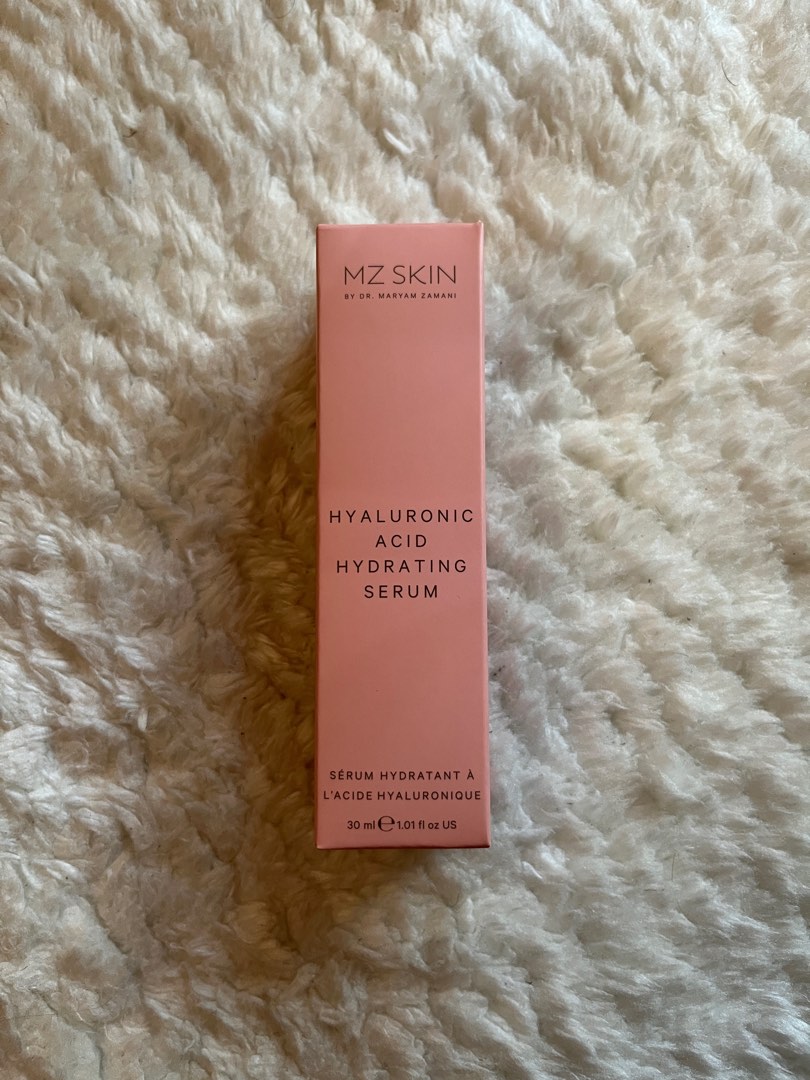 MZ SKIN
BY DR. MARYAM ZAMANI
HYALURONIC
ACID
HYDRATING
SERUM
SÉRUM HYDRATANT À
L'ACIDE HYALURONIQUE
30 ml ℮ 1.01 fl oz US